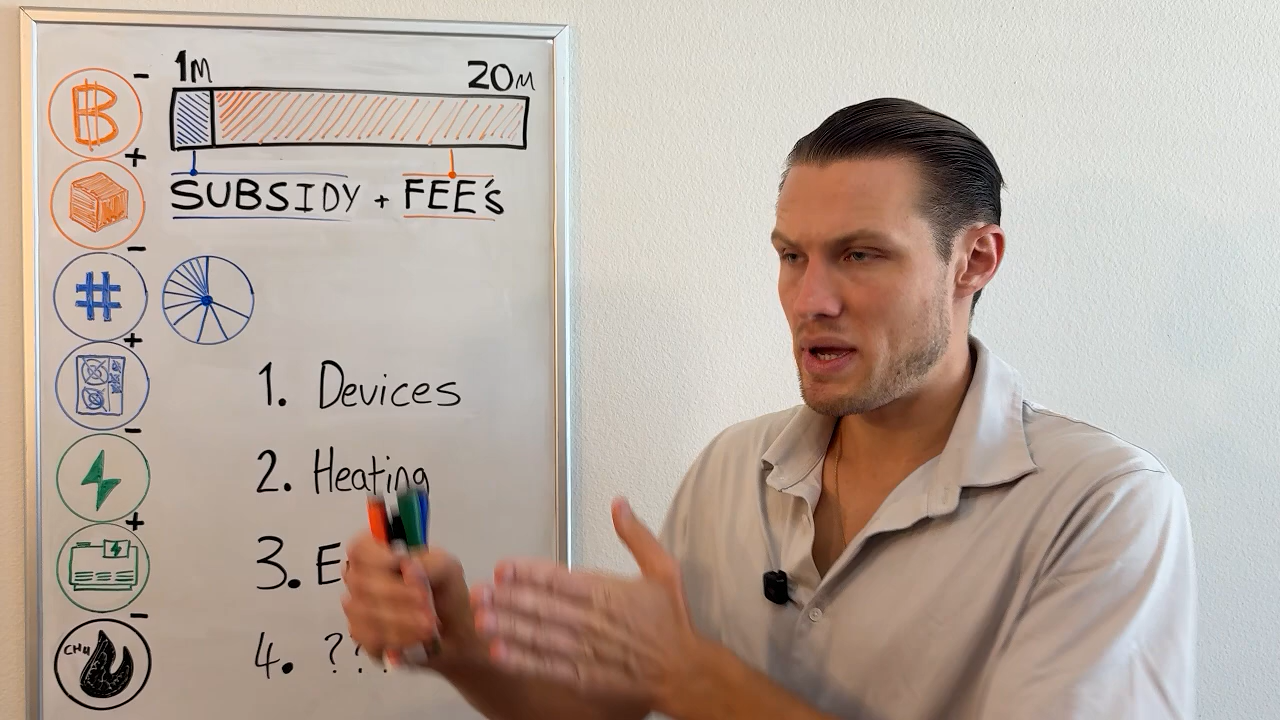 1M 20M
SUBSIDY + FEE's
#
1. Devices
2. Heating
3. E
CH4
4. ???